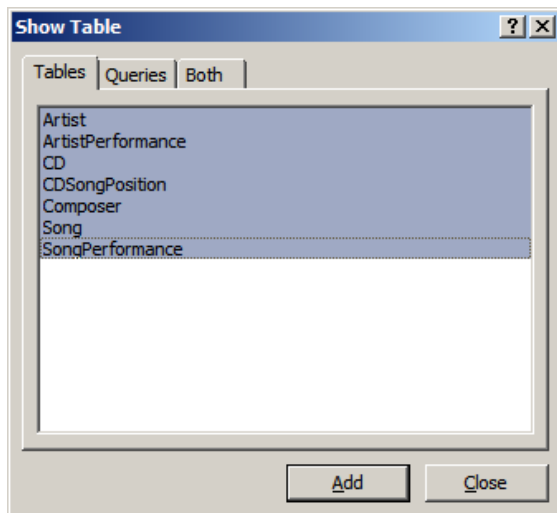 Show Table
Tables Queries Both
Artist
ArtistPerformance
CD
CDSongPosition
Composer
Song
SongPerformance
Add Close